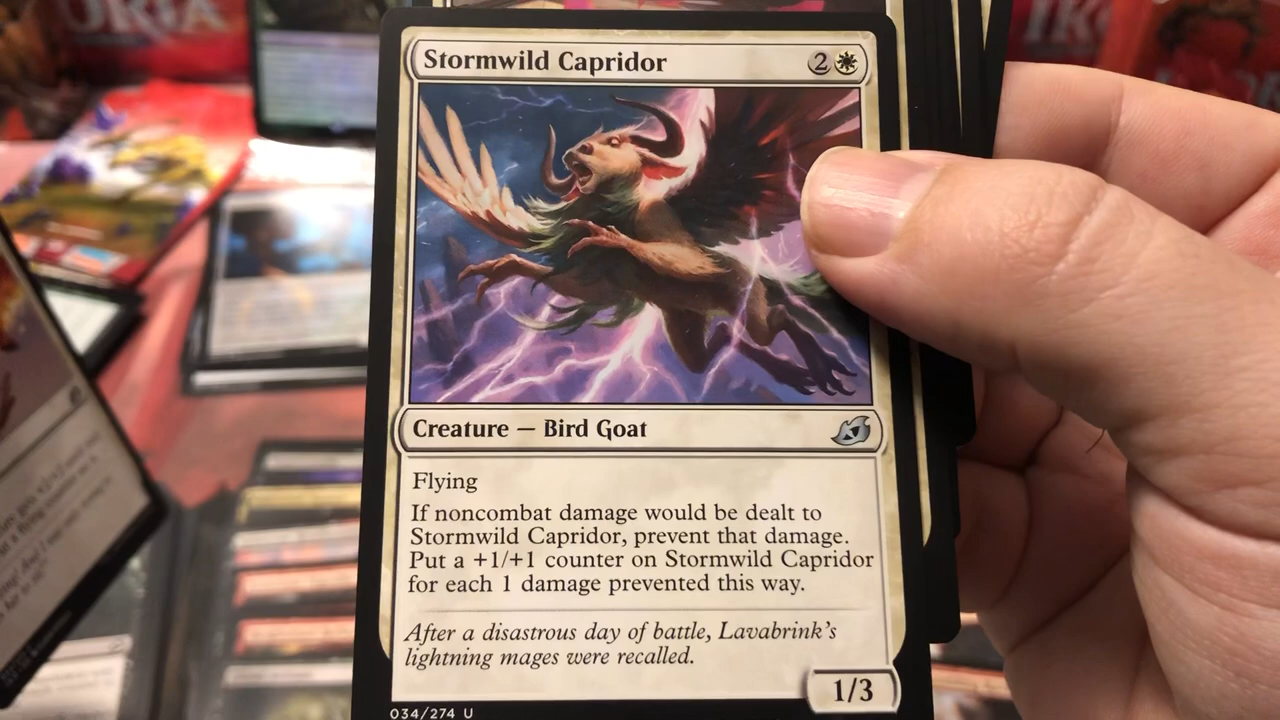 Stormwild Capridor 2
Creature — Bird Goat
Flying
If noncombat damage would be dealt to
Stormwild Capridor, prevent that damage.
Put a +1/+1 counter on Stormwild Capridor
for each 1 damage prevented this way.
After a disastrous day of battle, Lavabrink's
lightning mages were recalled.
1/3
034/274 U